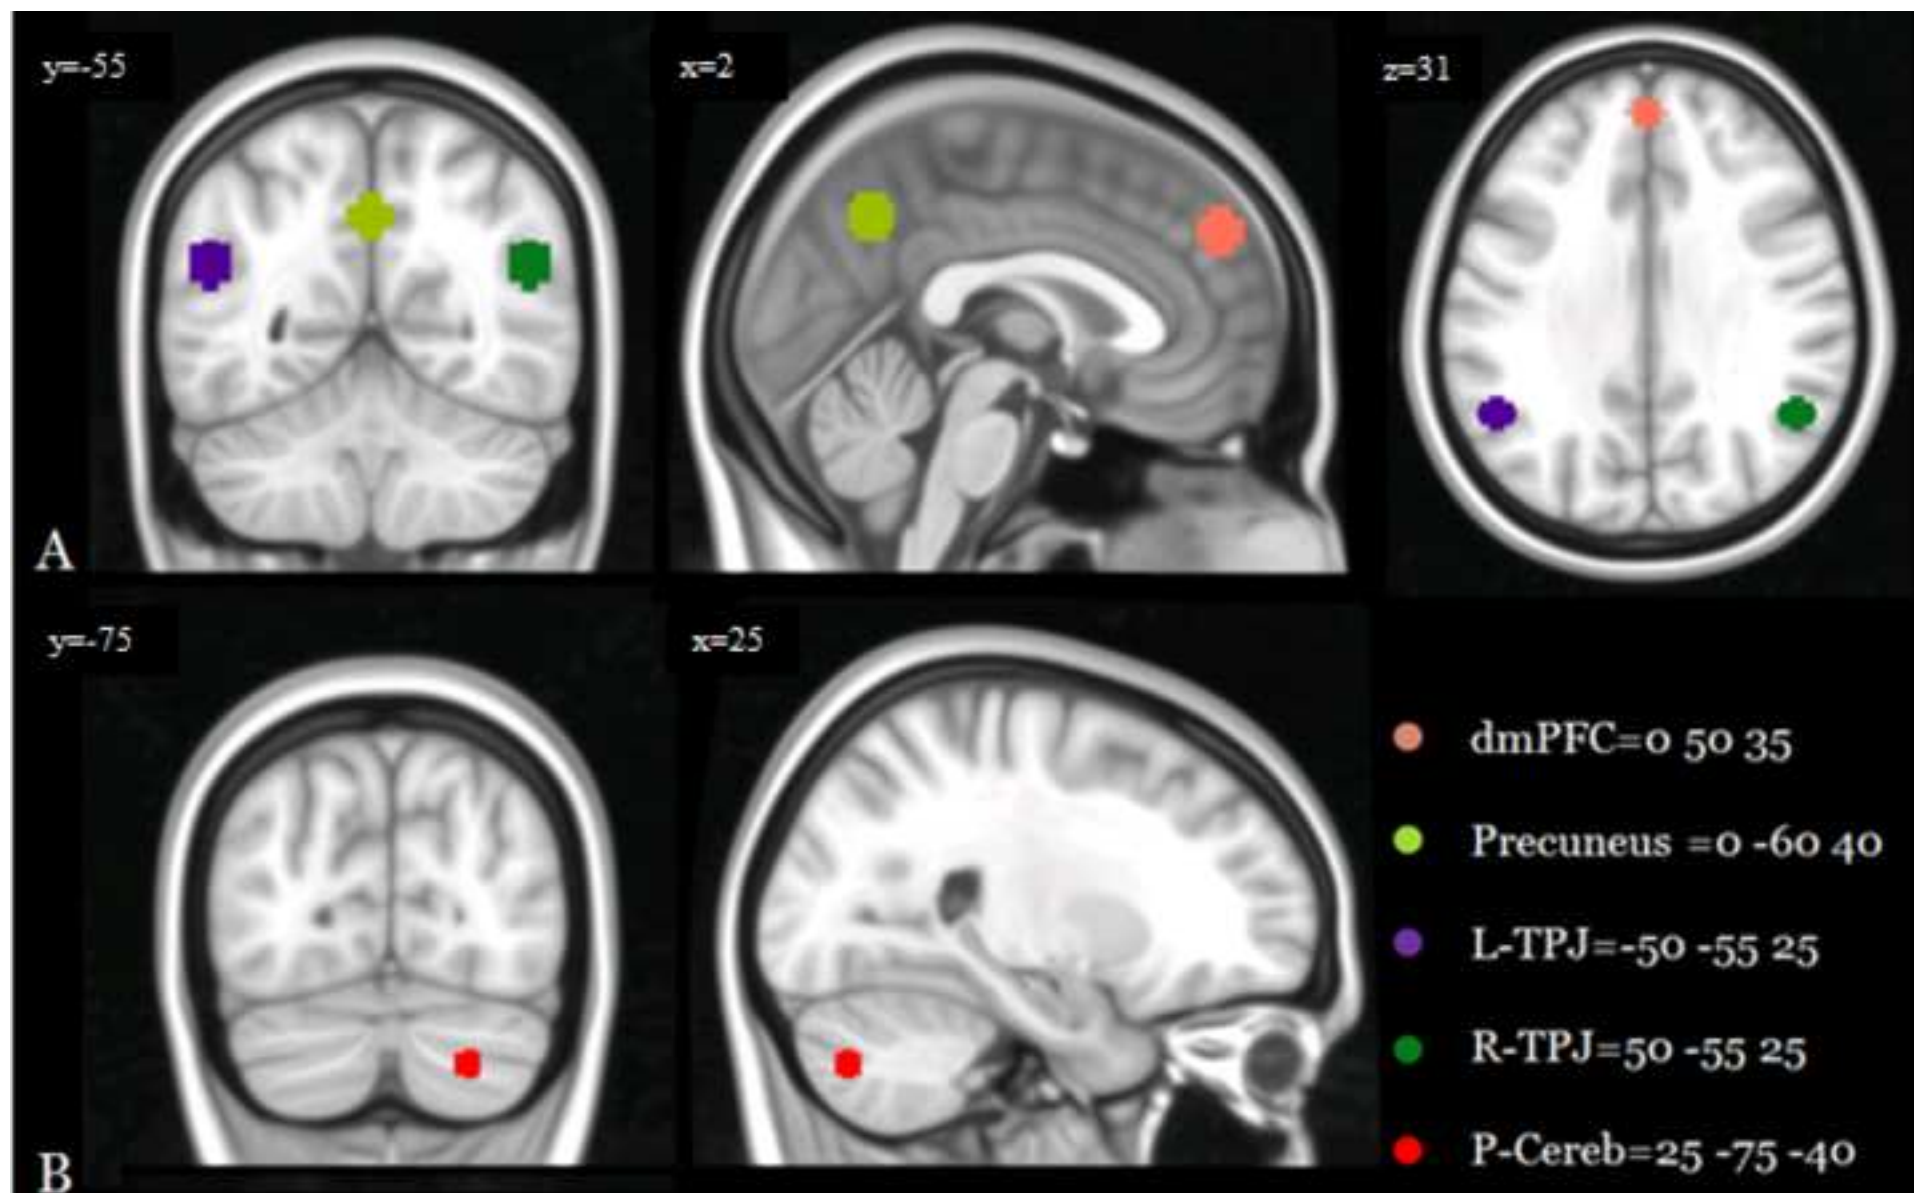 y=-55
x=2
z=31
A
y=-75
x=25
dmPFC=0 50 35
Precuneus =0 -60 40
L-TPJ=-50 -55 25
R-TPJ=50 -55 25
P-Cereb=25 -75 -40
B